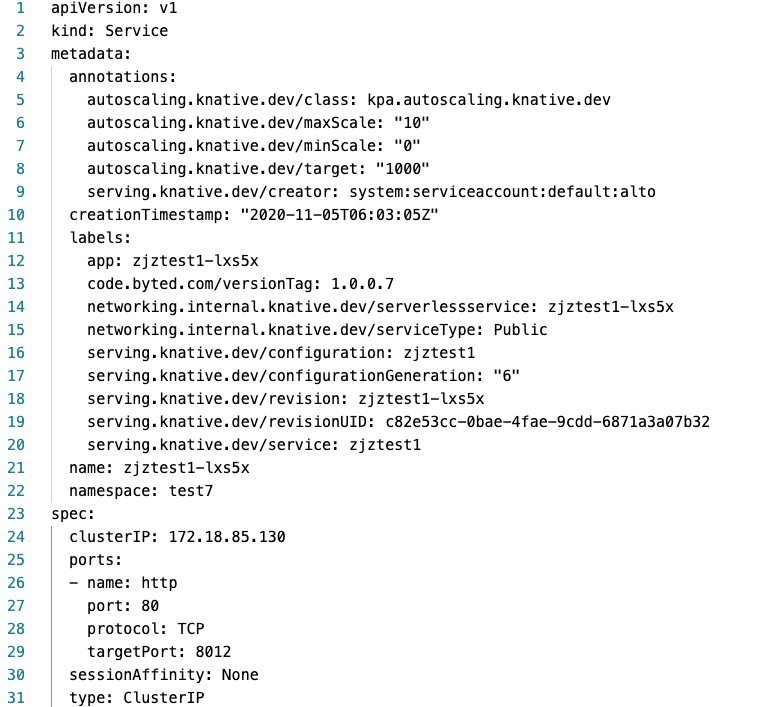 1 apiVersion: v1
2 kind: Service
3 metadata:
4   annotations:
5     autoscaling.knative.dev/class: kpa.autoscaling.knative.dev
6     autoscaling.knative.dev/maxScale: "10"
7     autoscaling.knative.dev/minScale: "0"
8     autoscaling.knative.dev/target: "1000"
9     serving.knative.dev/creator: system:serviceaccount:default:alto
10   creationTimestamp: "2020-11-05T06:03:05Z"
11   labels:
12     app: zjztest1-lxs5x
13     code.byted.com/versionTag: 1.0.0.7
14     networking.internal.knative.dev/serverlessservice: zjztest1-lxs5x
15     networking.internal.knative.dev/serviceType: Public
16     serving.knative.dev/configuration: zjztest1
17     serving.knative.dev/configurationGeneration: "6"
18     serving.knative.dev/revision: zjztest1-lxs5x
19     serving.knative.dev/revisionUID: c82e53cc-0bae-4fae-9cdd-6871a3a07b32
20     serving.knative.dev/service: zjztest1
21   name: zjztest1-lxs5x
22   namespace: test7
23 spec:
24   clusterIP: 172.18.85.130
25   ports:
26   - name: http
27     port: 80
28     protocol: TCP
29     targetPort: 8012
30   sessionAffinity: None
31   type: ClusterIP